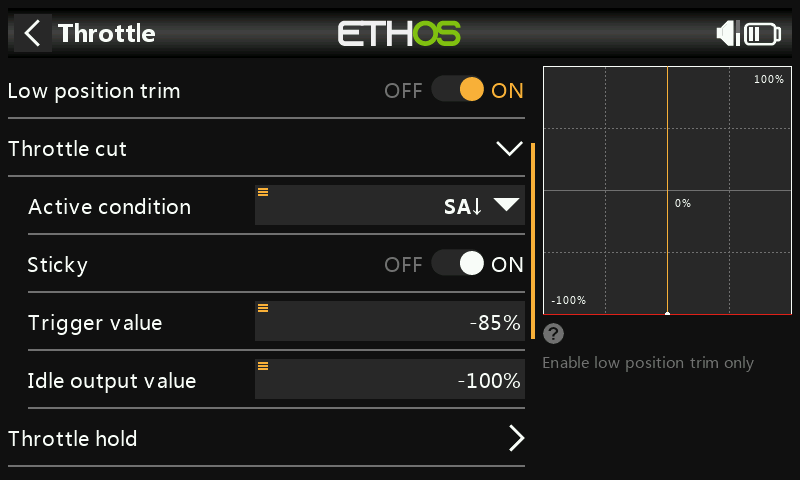 Throttle
ETHOS
Low position trim OFF ON
Throttle cut
Active condition SA↓
Sticky OFF ON
Trigger value -85%
Idle output value -100%
Throttle hold
100%
0%
-100%
?
Enable low position trim only